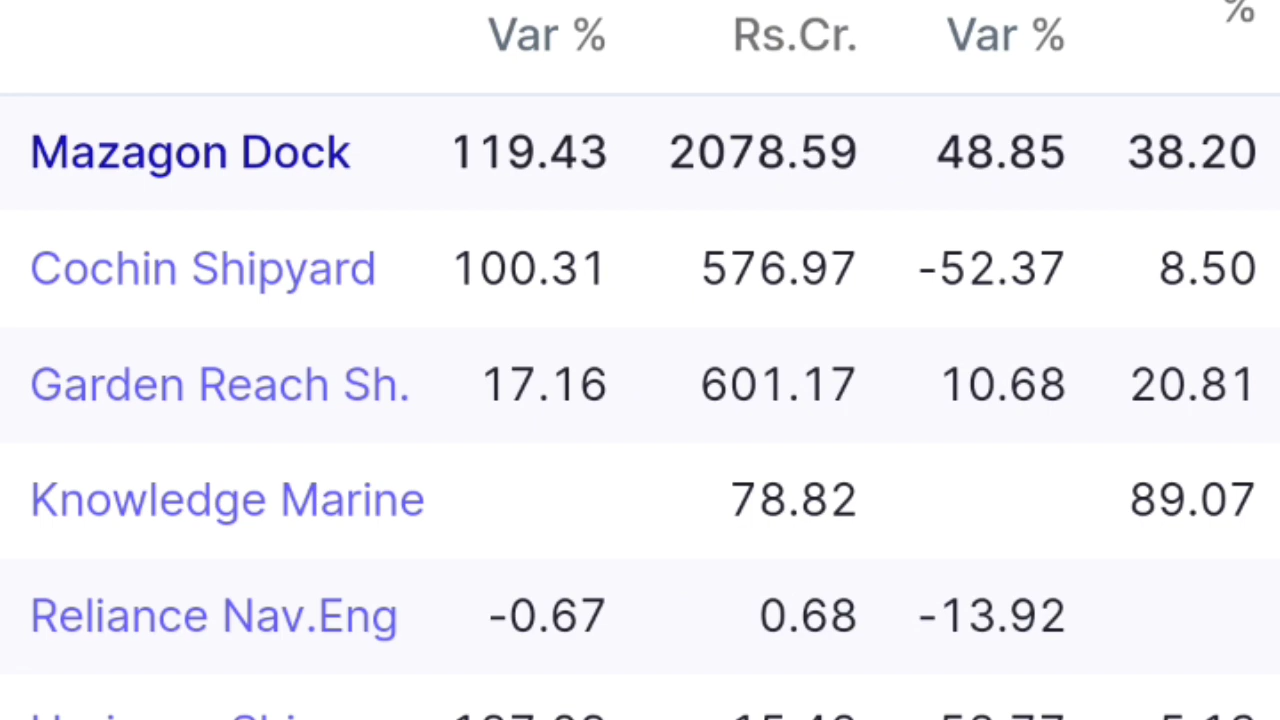 %
Var % Rs.Cr. Var %
Mazagon Dock 119.43 2078.59 48.85 38.20
Cochin Shipyard 100.31 576.97 -52.37 8.50
Garden Reach Sh. 17.16 601.17 10.68 20.81
Knowledge Marine 78.82 89.07
Reliance Nav.Eng -0.67 0.68 -13.92